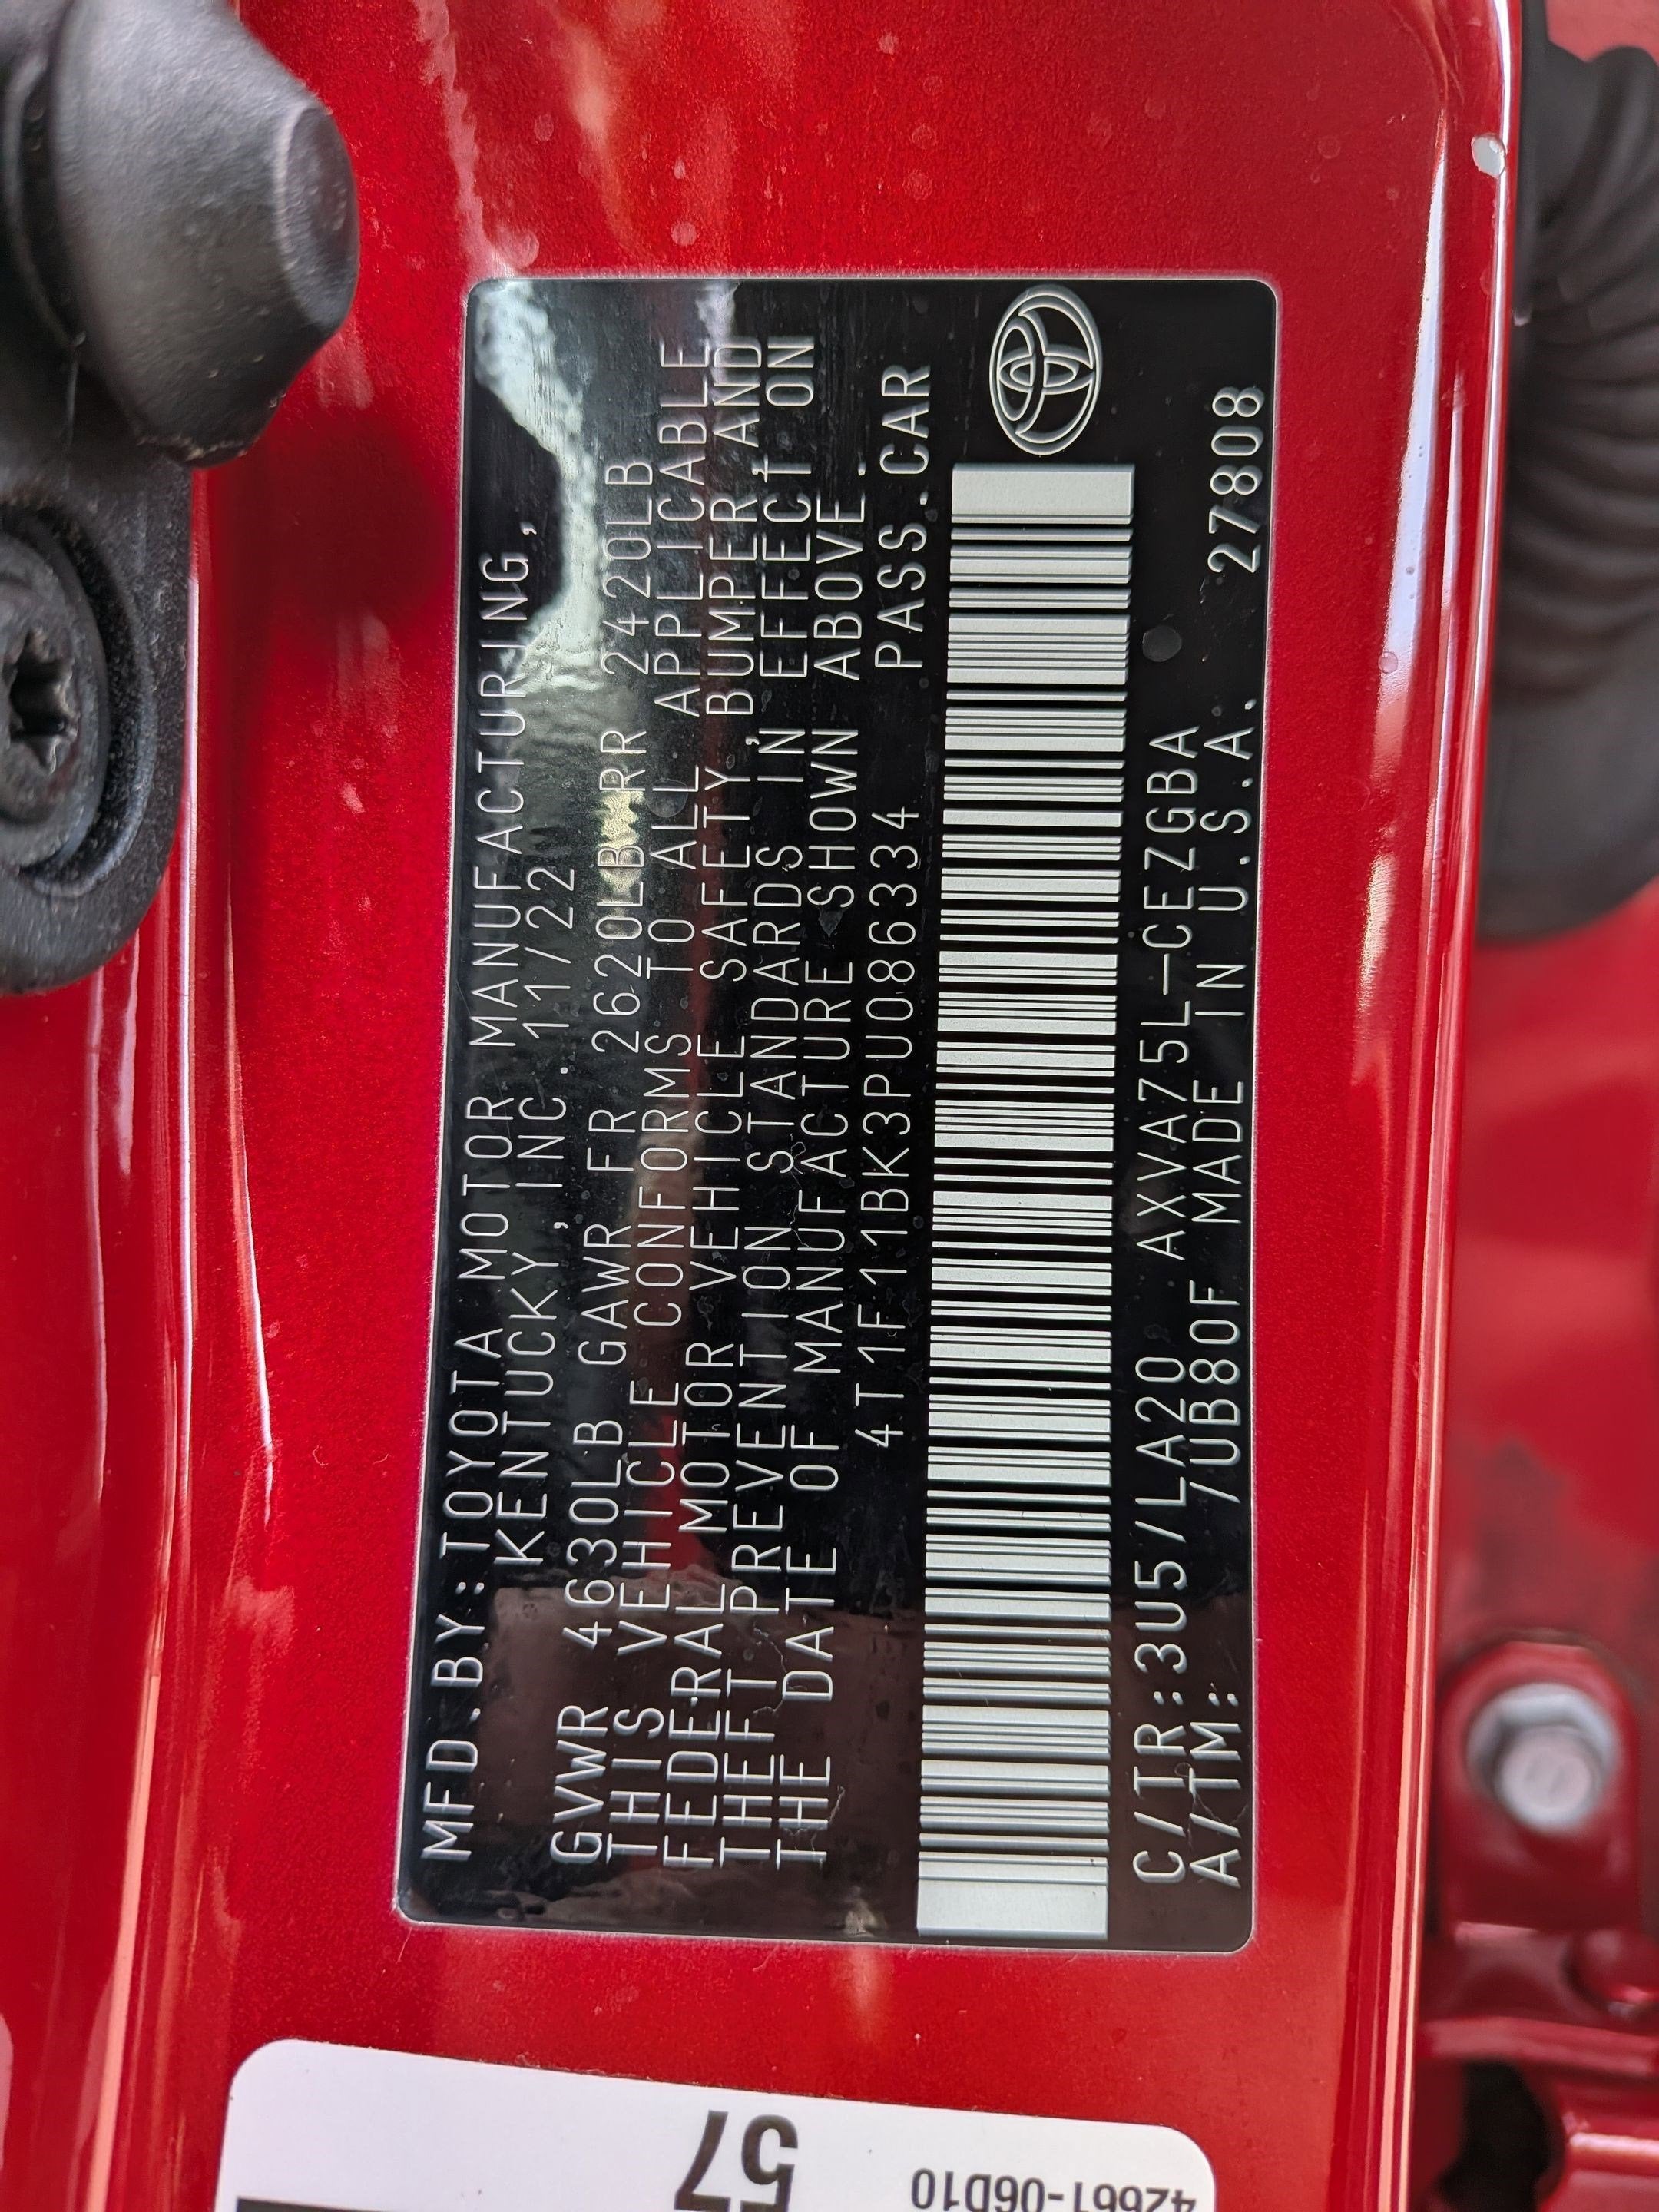 MFD.BY:TOYOTA MOTOR MANUFACTURING,
KENTUCKY, INC. 11/22
GVWR 4630LB GAWR FR 2620LB RR 2420LB
THIS VEHICLE CONFORMS TO ALL APPLICABLE
FEDERAL MOTOR VEHICLE SAFETY, BUMPER AND
THEFT PREVENTION STANDARDS IN EFFECT ON
THE DATE OF MANUFACTURE SHOWN ABOVE.
4T1F11BK3PU086334 PASS.CAR
C/TR:3U5/LA20 AXVA75L-CEZGBA
A/TM: /UB80F MADE IN U.S.A. 27808
57
42661-06D10